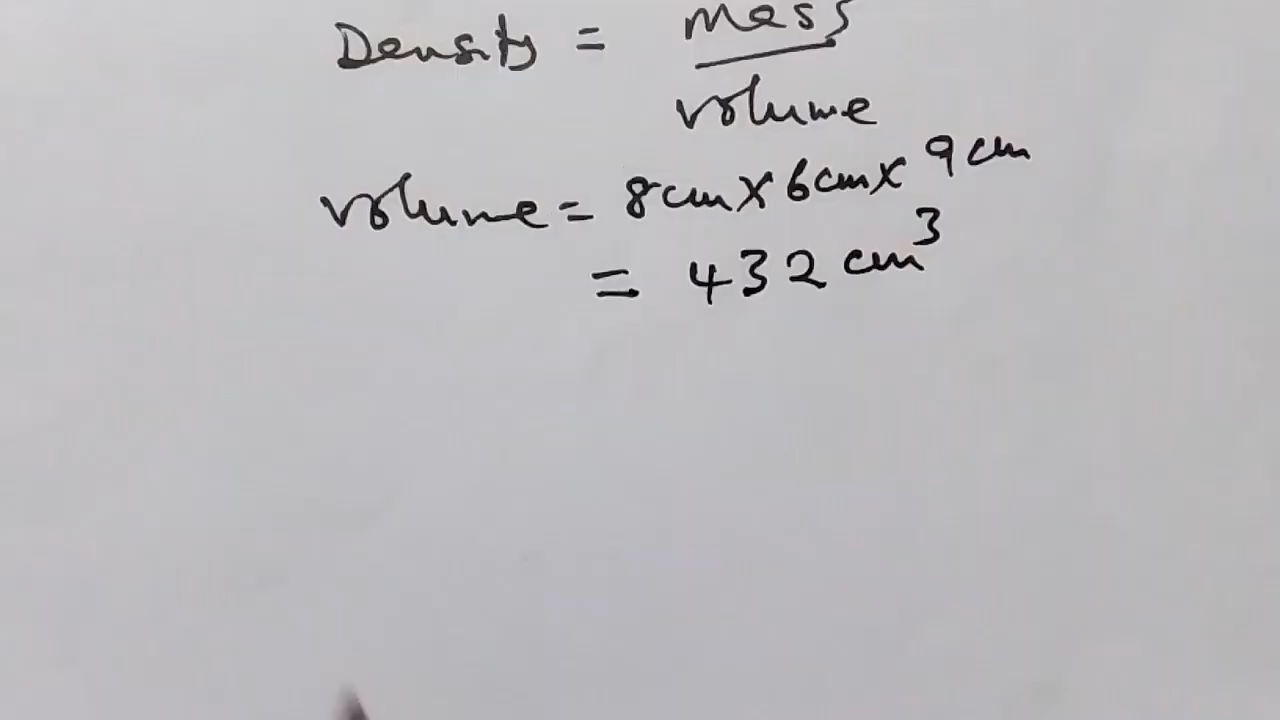 Density = mass
volume
volume = 8cm x 6cm x 9cm
= 432 cm³